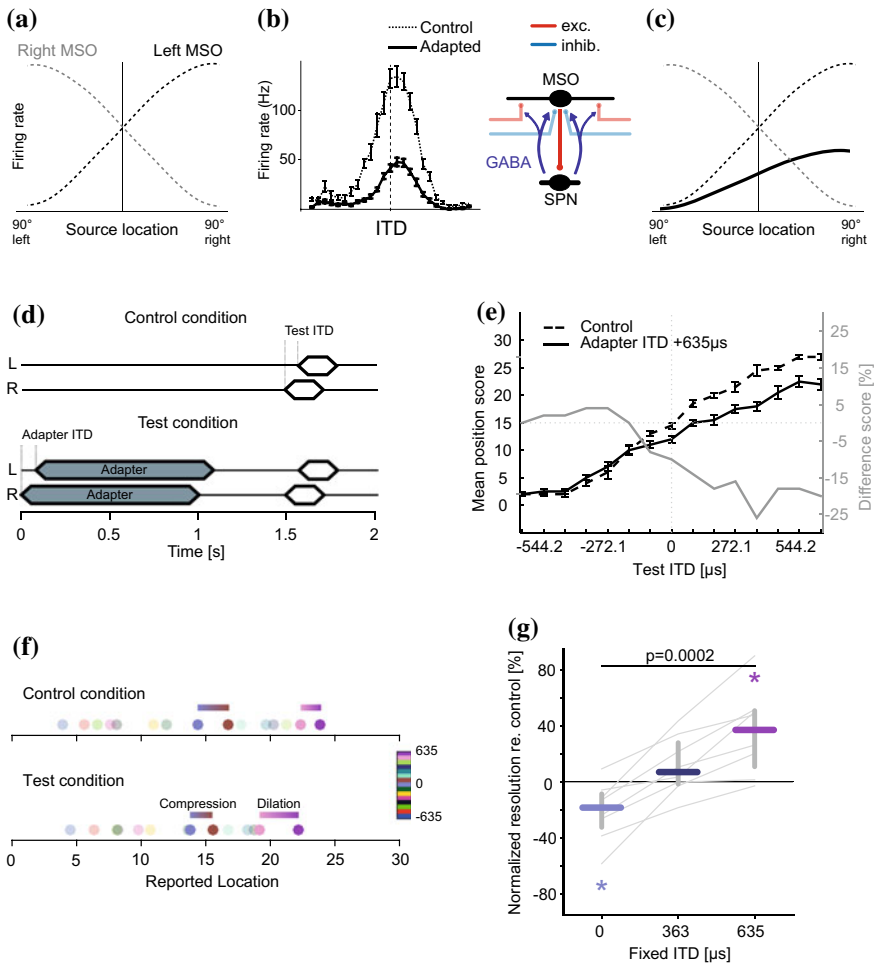 (a)
Right MSO
Left MSO
Firing rate
90°
left
Source location
90°
right
(b)
Control
Adapted
exc.
inhib.
Firing rate (Hz)
100
50
ITD
MSO
GABA
SPN
(c)
90°
left
Source location
90°
right
(d)
Control condition
Test ITD
L
R
Test condition
Adapter ITD
L
Adapter
R
Adapter
0
0.5
1
1.5
2
Time [s]
(e)
Control
Adapter ITD +635µs
Mean position score
30
25
20
15
10
5
0
25
15
5
-5
-15
-25
Difference score [%]
-544.2
-272.1
0
272.1
544.2
Test ITD [µs]
(f)
Control condition
Test condition
Compression
Dilation
635
0
-635
0
5
10
15
20
25
30
Reported Location
(g)
p=0.0002
Normalized resolution re. control [%]
80
40
0
-40
-80
*
*
0
363
635
Fixed ITD [µs]